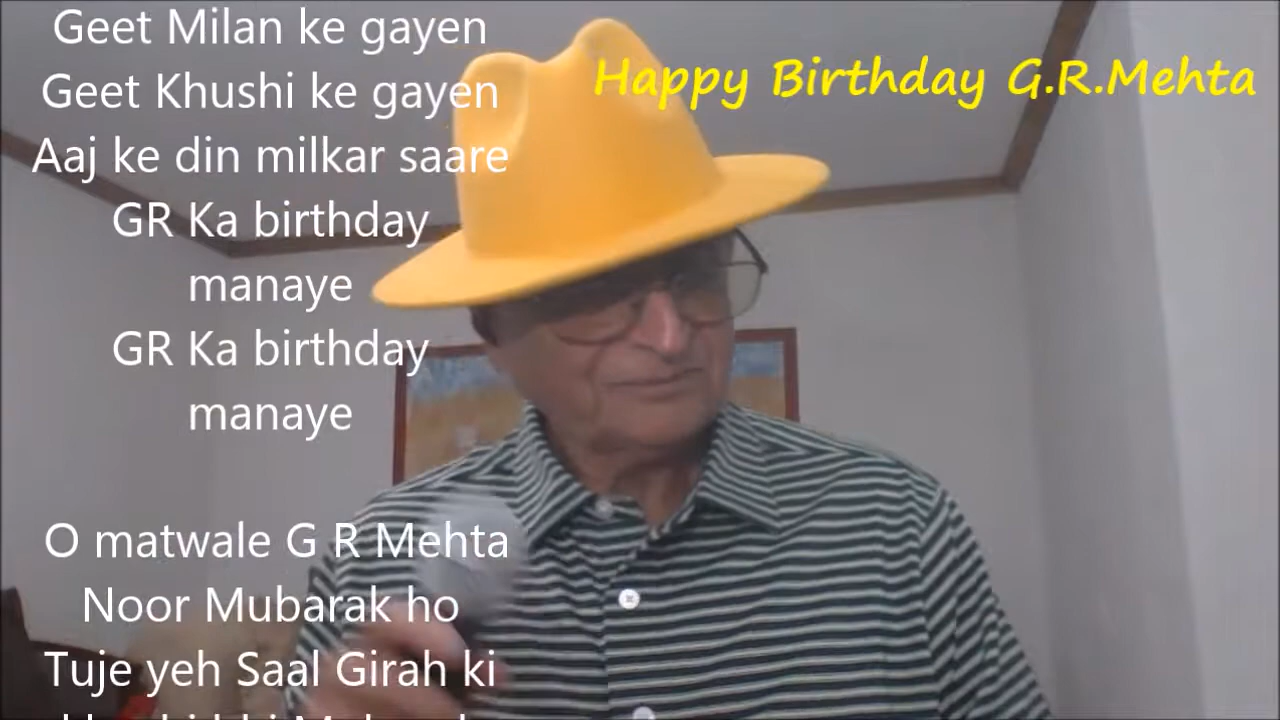 Geet Milan ke gayen
Geet Khushi ke gayen
Aaj ke din milkar saare
GR Ka birthday
manaye
GR Ka birthday
manaye
O matwale G R Mehta
Noor Mubarak ho
Tuje yeh Saal Girah ki
Happy Birthday G.R.Mehta